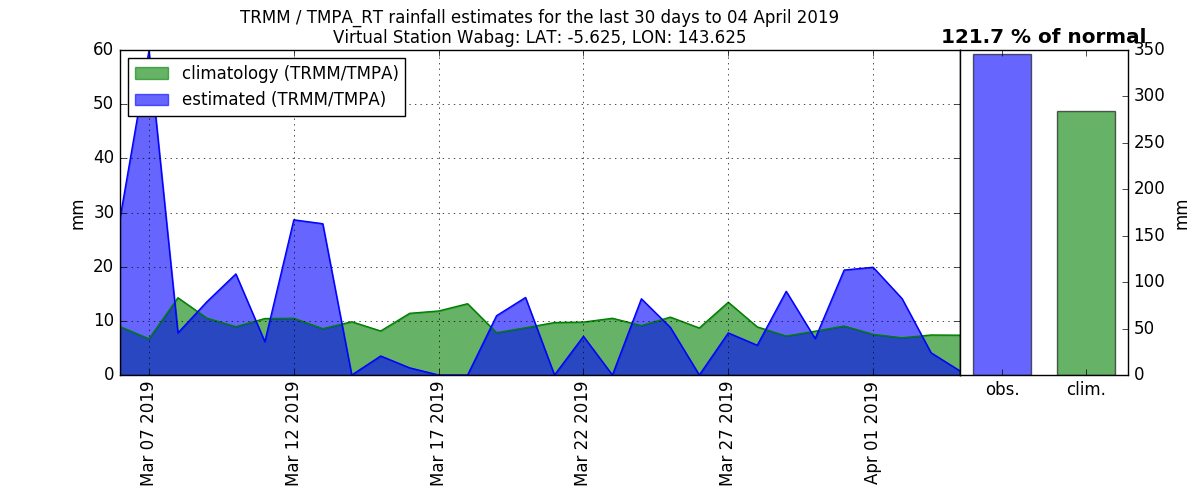 TRMM / TMPA_RT rainfall estimates for the last 30 days to 04 April 2019
Virtual Station Wabag: LAT: -5.625, LON: 143.625
121.7 % of normal
climatology (TRMM/TMPA)
estimated (TRMM/TMPA)
60
50
40
30
20
10
0
mm
Mar 07 2019
Mar 12 2019
Mar 17 2019
Mar 22 2019
Mar 27 2019
Apr 01 2019
350
300
250
200
150
100
50
0
mm
obs.
clim.